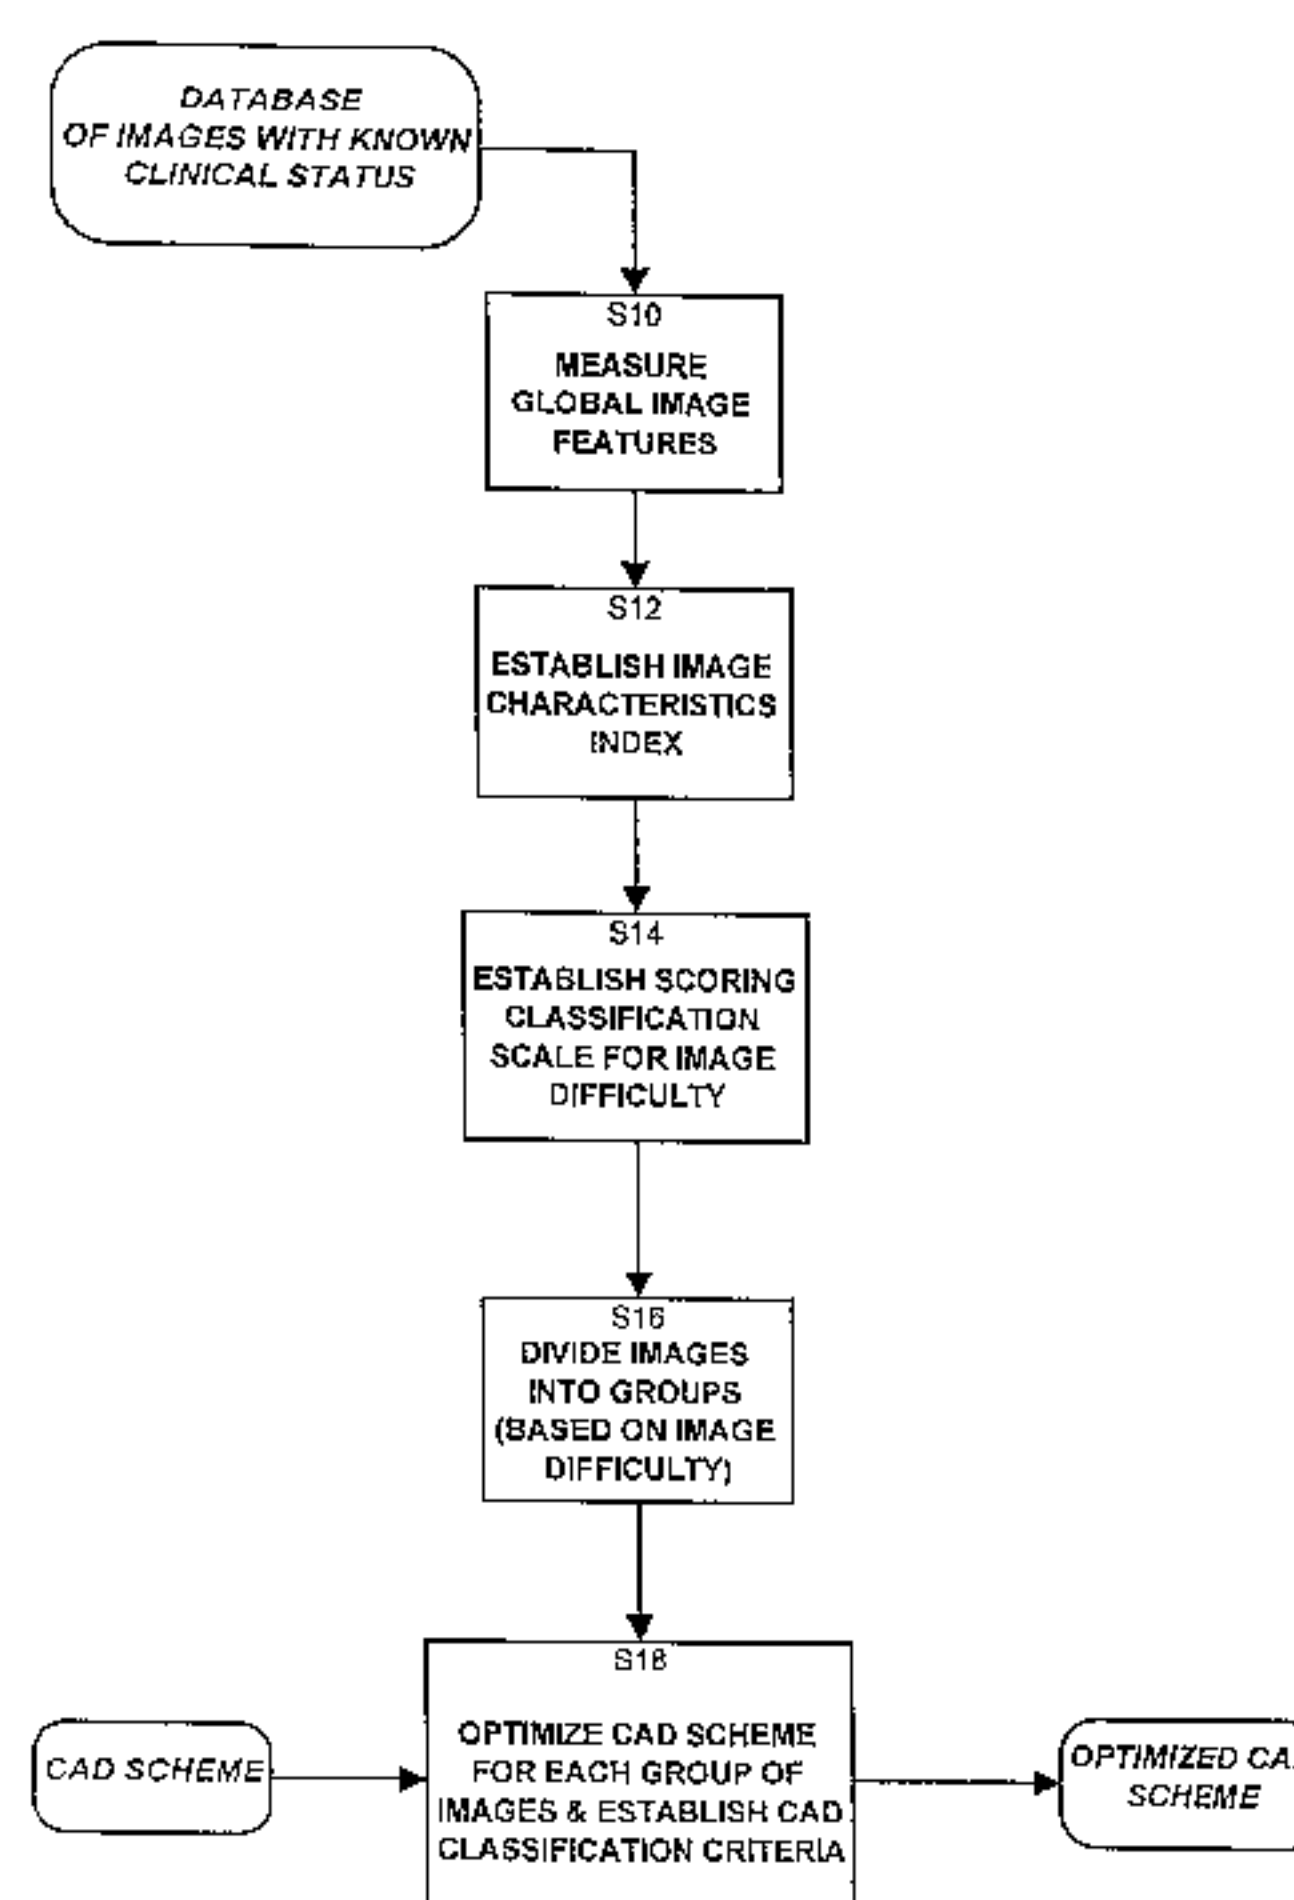 DATABASE
OF IMAGES WITH KNOWN
CLINICAL STATUS
S10
MEASURE
GLOBAL IMAGE
FEATURES
S12
ESTABLISH IMAGE
CHARACTERISTICS
INDEX
S14
ESTABLISH SCORING
CLASSIFICATION
SCALE FOR IMAGE
DIFFICULTY
S16
DIVIDE IMAGES
INTO GROUPS
(BASED ON IMAGE
DIFFICULTY)
S18
OPTIMIZE CAD SCHEME
FOR EACH GROUP OF
IMAGES & ESTABLISH CAD
CLASSIFICATION CRITERIA
CAD SCHEME
OPTIMIZED
SCHEME